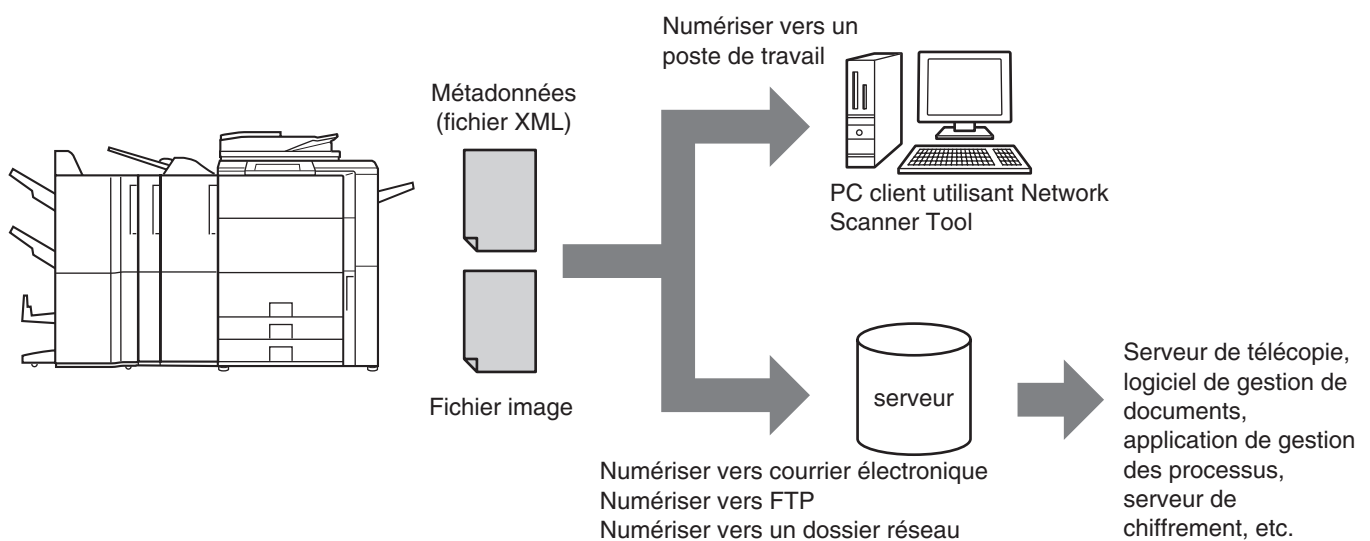 Numériser vers un
poste de travail
Métadonnées
(fichier XML)
PC client utilisant Network
Scanner Tool
Fichier image
serveur
Numériser vers courrier électronique
Numériser vers FTP
Numériser vers un dossier réseau
Serveur de télécopie,
logiciel de gestion de
documents,
application de gestion
des processus,
serveur de
chiffrement, etc.